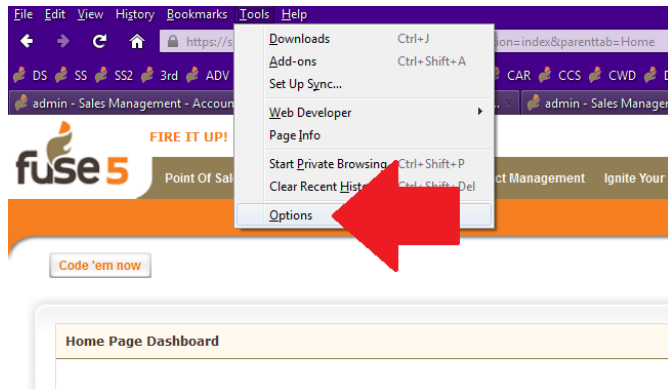 File Edit View History Bookmarks Tools Help
https://s
ion=index&parenttab=Home
Downloads Ctrl+J
Add-ons Ctrl+Shift+A
Set Up Sync...
Web Developer
Page Info
Start Private Browsing Ctrl+Shift+P
Clear Recent Hist Ctrl+Shift+Del
Options
DS SS SS2 3rd ADV
CAR CCS CWD
admin - Sales Management - Accoun
admin - Sales Manager
fuse 5
FIRE IT UP!
Point Of Sal
ct Management Ignite Your
Code 'em now
Home Page Dashboard